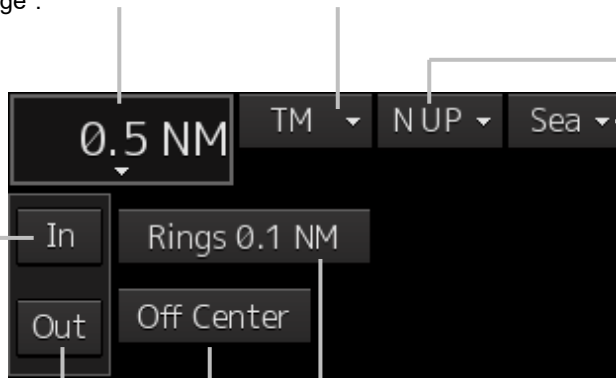 ge".
0.5 NM TM N UP Sea
In Rings 0.1 NM
Out Off Center